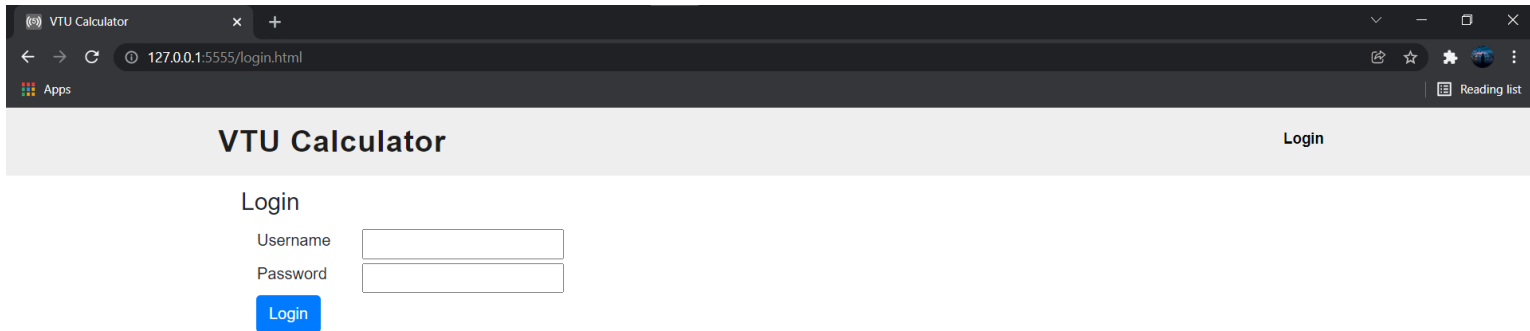 VTU Calculator
127.0.0.1:5555/login.html
Apps
Reading list
VTU Calculator Login
Login
Username
Password
Login